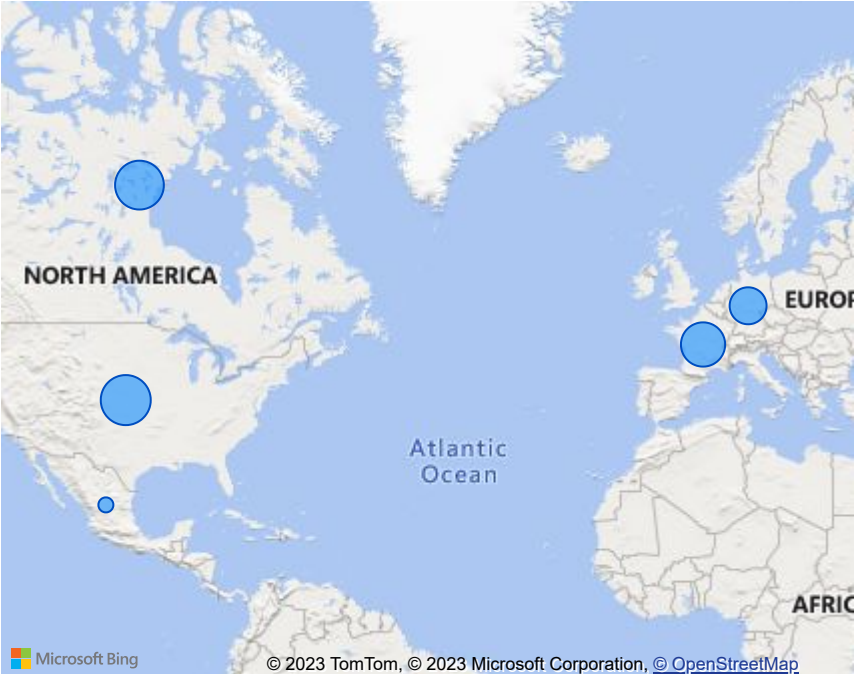 NORTH AMERICA
EUROP
Atlantic
Ocean
AFRIC
Microsoft Bing
© 2023 TomTom, © 2023 Microsoft Corporation, © OpenStreetMap